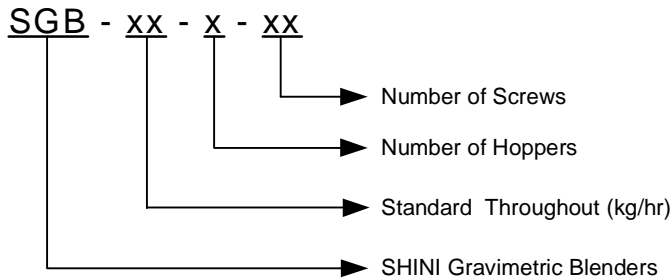 SGB - xx - x - xx
Number of Screws
Number of Hoppers
Standard Throughout (kg/hr)
SHINI Gravimetric Blenders